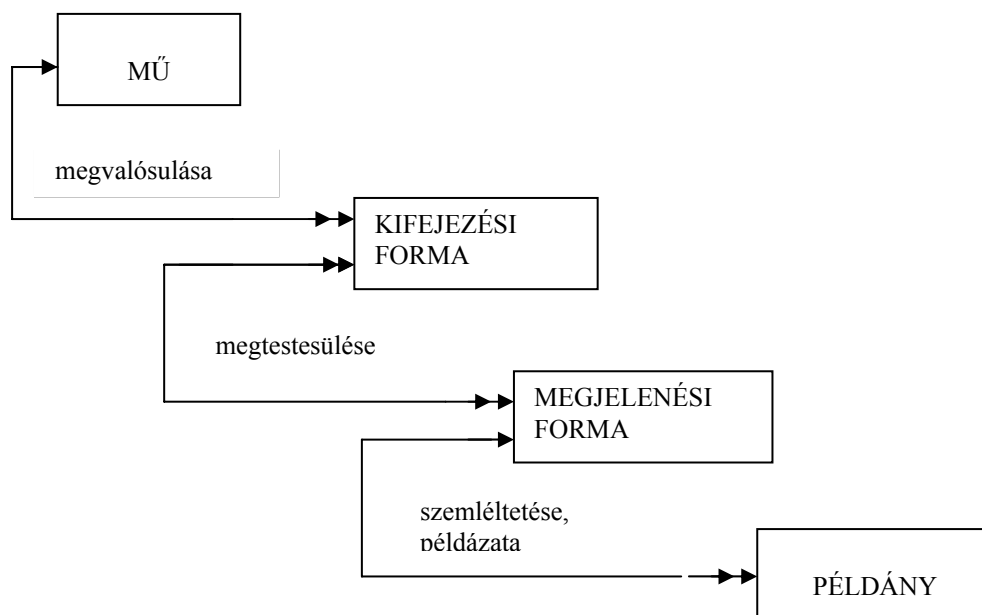 MŰ
megvalósulása
KIFEJEZÉSI
FORMA
megtestesülése
MEGJELENÉSI
FORMA
szemléltetése,
példázata
PÉLDÁNY